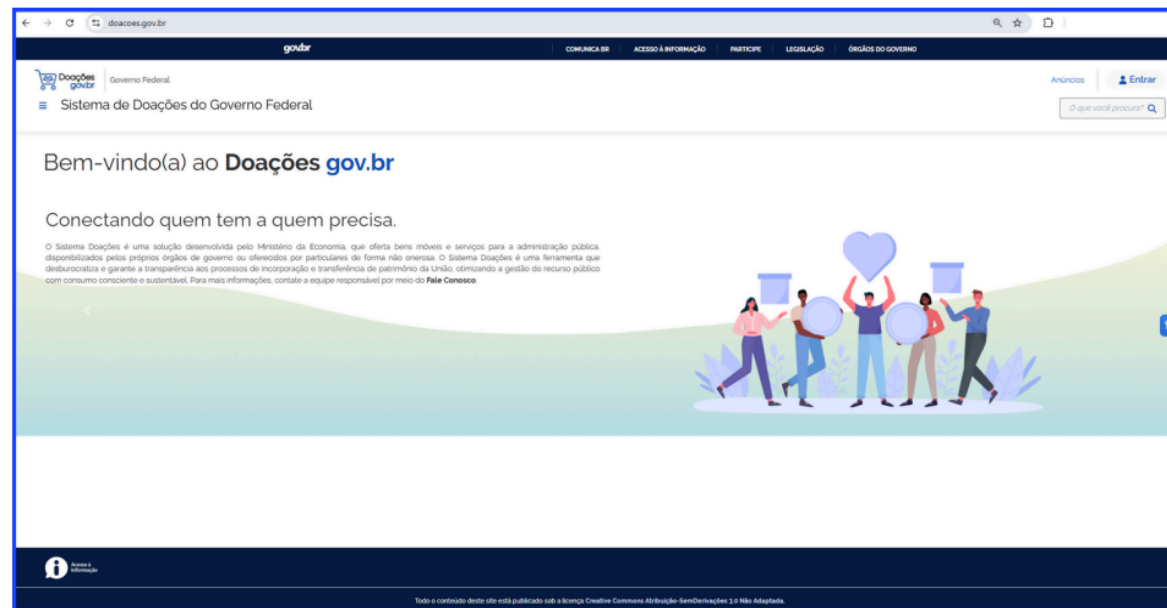 doacoes.gov.br
gov.br
COMUNICA BR
ACESSO À INFORMAÇÃO
PARTICIPE
LEGISLAÇÃO
ÓRGÃOS DO GOVERNO
Doações
gov.br
Governo Federal
Anúncios
Entrar
Sistema de Doações do Governo Federal
O que você procura?
Bem-vindo(a) ao Doações gov.br
Conectando quem tem a quem precisa.
O Sistema Doações é uma solução desenvolvida pelo Ministério da Economia, que oferta bens móveis e serviços para a administração pública,
disponibilizados pelos próprios órgãos de governo ou oferecidos por particulares de forma não onerosa. O Sistema Doações é uma ferramenta que
desburocratiza e garante a transparência aos processos de incorporação e transferência de patrimônio da União, otimizando a gestão do recurso público
com consumo consciente e sustentável. Para mais informações, contate a equipe responsável por meio do Fale Conosco.
Acesso à
Informação
Todo o conteúdo deste site está publicado sob a licença Creative Commons Atribuição-SemDerivações 3.0 Não Adaptada.